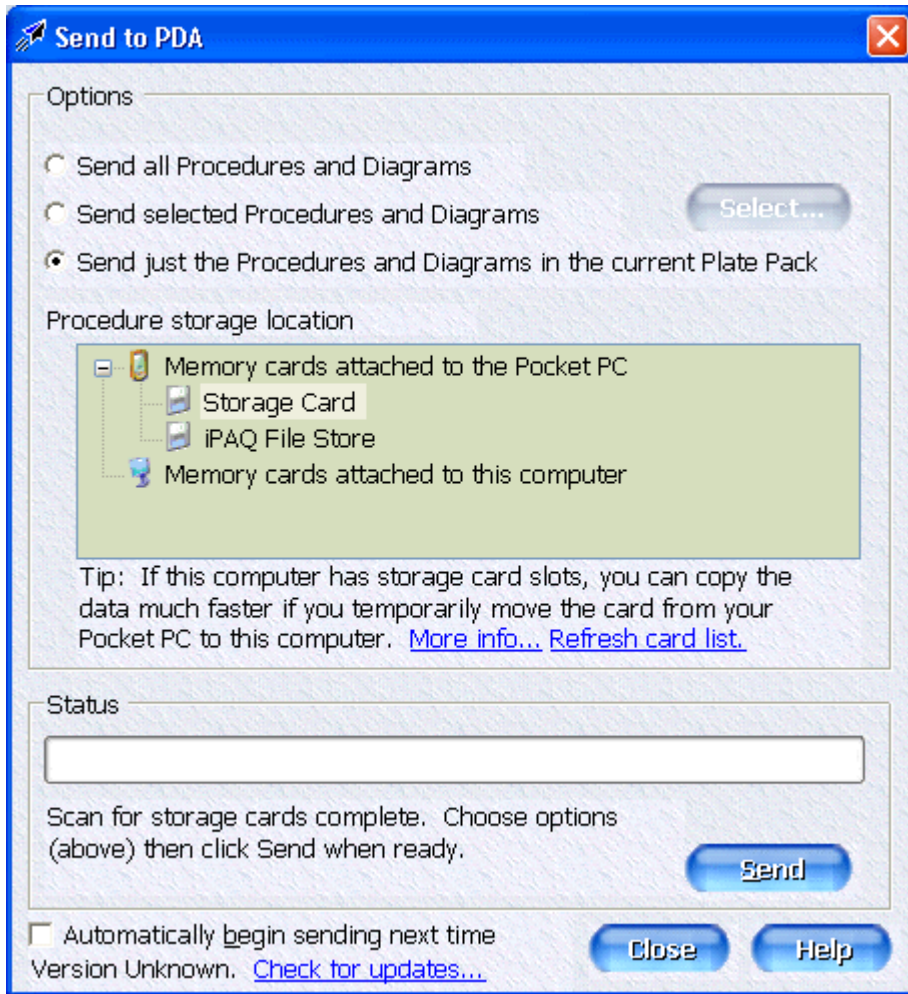 Send to PDA
Options
Send all Procedures and Diagrams
Send selected Procedures and Diagrams
Select...
Send just the Procedures and Diagrams in the current Plate Pack
Procedure storage location
Memory cards attached to the Pocket PC
Storage Card
iPAQ File Store
Memory cards attached to this computer
Tip:  If this computer has storage card slots, you can copy the
data much faster if you temporarily move the card from your
Pocket PC to this computer.  More info... Refresh card list.
Status
Scan for storage cards complete.  Choose options
(above) then click Send when ready.
Send
Automatically begin sending next time
Version Unknown.  Check for updates...
Close
Help